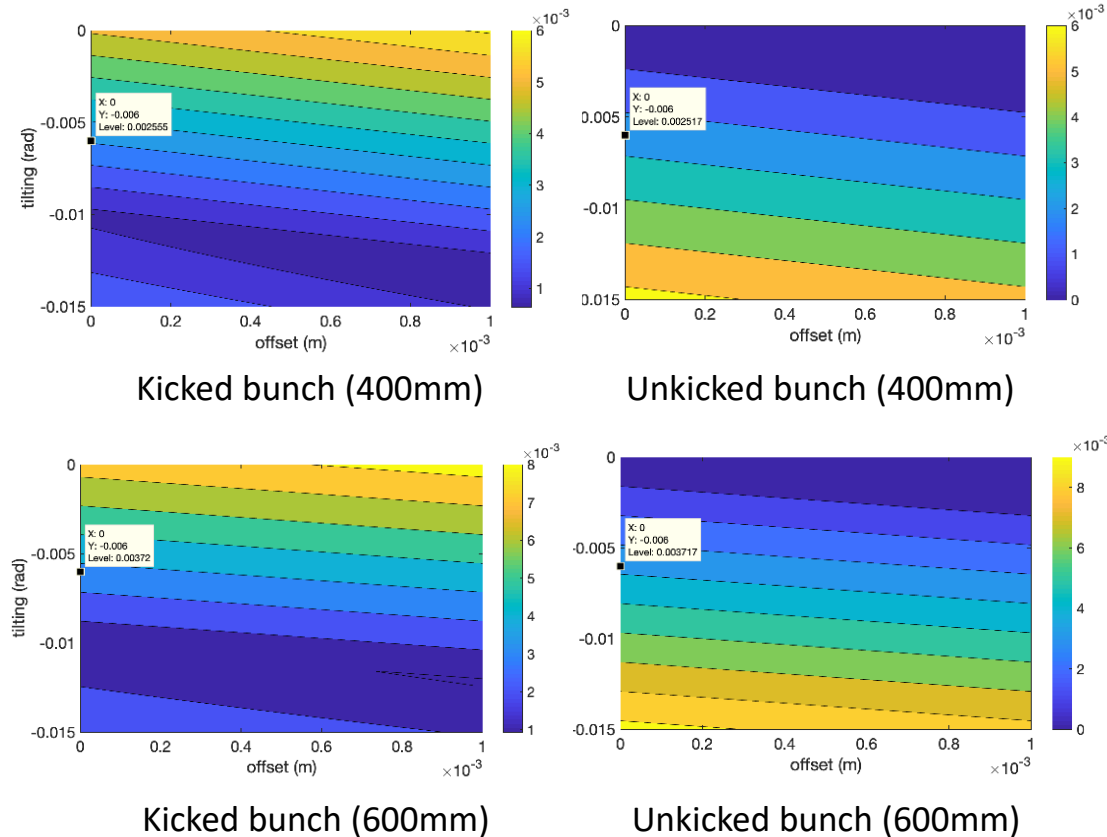 ×10⁻³
0
-0.005
-0.01
-0.015
tilting (rad)
X: 0
Y: -0.006
Level: 0.002555
0 0.2 0.4 0.6 0.8 1
offset (m)
×10⁻³
6
5
4
3
2
1
Kicked bunch (400mm)
×10⁻³
0
0.005
-0.01
0.015
X: 0
Y: -0.006
Level: 0.002517
0 0.2 0.4 0.6 0.8 1
offset (m)
×10⁻³
6
5
4
3
2
1
0
Unkicked bunch (400mm)
×10⁻³
0
-0.005
-0.01
-0.015
tilting (rad)
X: 0
Y: -0.006
Level: 0.00372
0 0.2 0.4 0.6 0.8 1
offset (m)
×10⁻³
8
7
6
5
4
3
2
1
Kicked bunch (600mm)
×10⁻³
0
-0.005
-0.01
-0.015
X: 0
Y: -0.006
Level: 0.003717
0 0.2 0.4 0.6 0.8 1
offset (m)
×10⁻³
8
7
6
5
4
3
2
1
0
Unkicked bunch (600mm)